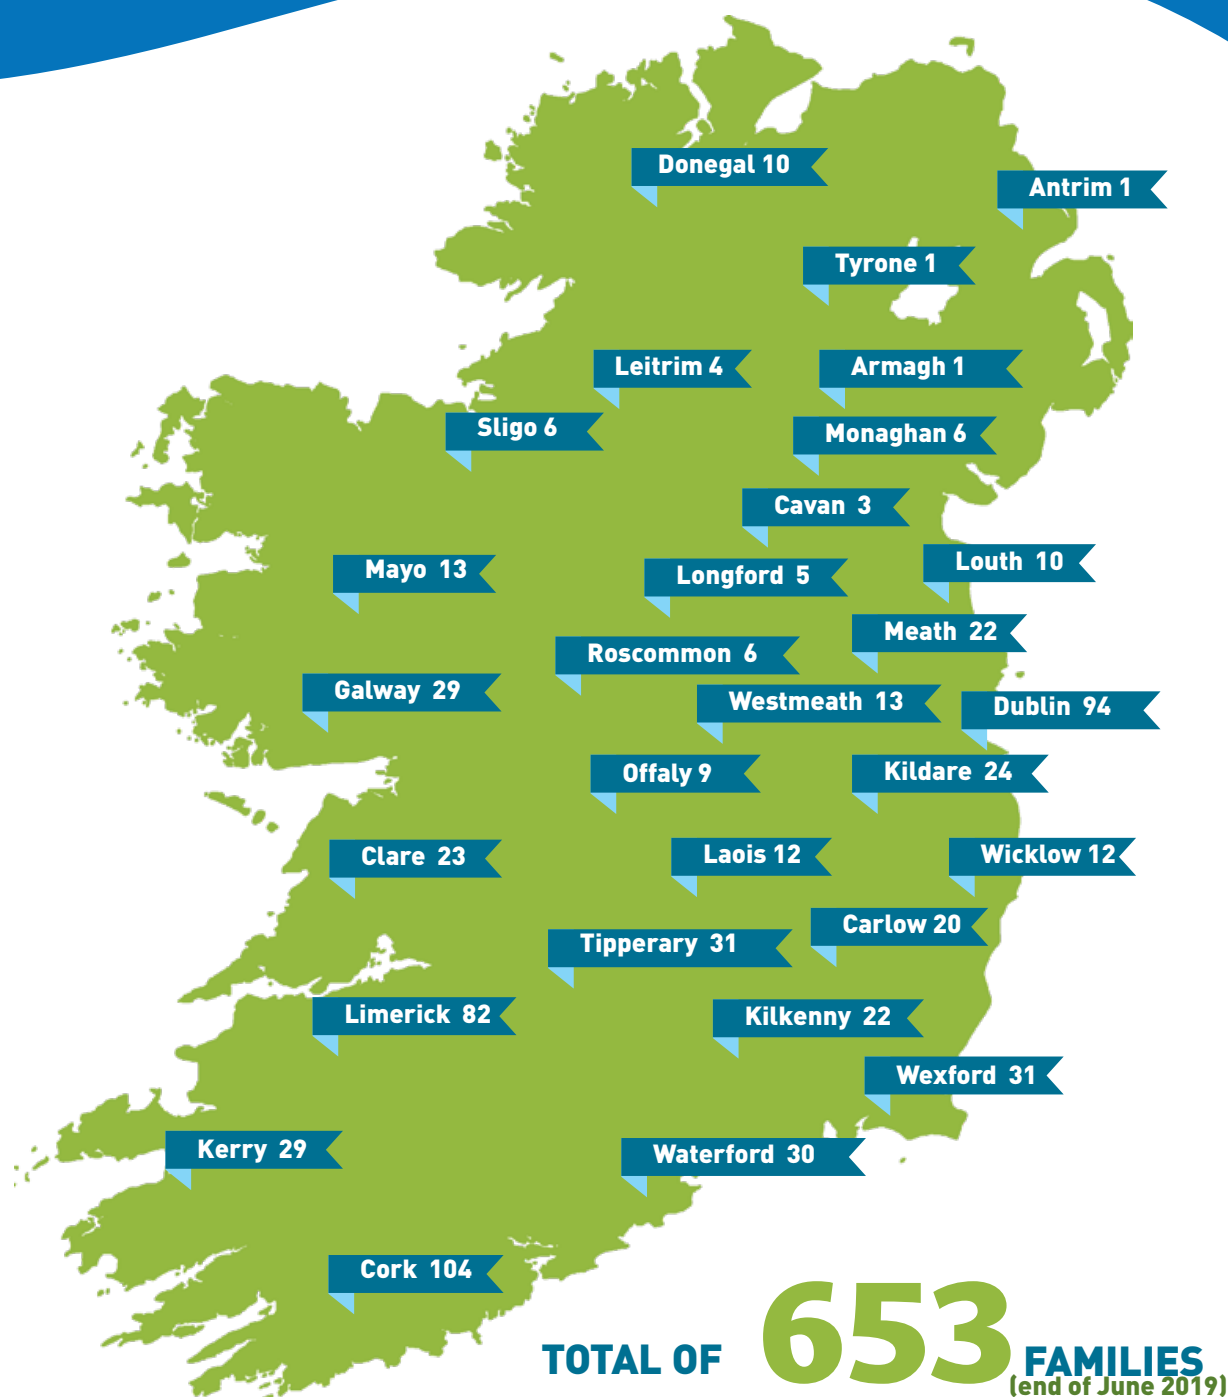 Donegal 10
Antrim 1
Tyrone 1
Leitrim 4
Armagh 1
Sligo 6
Monaghan 6
Cavan 3
Louth 10
Mayo 13
Longford 5
Meath 22
Roscommon 6
Galway 29
Westmeath 13
Dublin 94
Offaly 9
Kildare 24
Clare 23
Laois 12
Wicklow 12
Carlow 20
Tipperary 31
Limerick 82
Kilkenny 22
Wexford 31
Kerry 29
Waterford 30
Cork 104
TOTAL OF 653 FAMILIES
(end of June 2019)